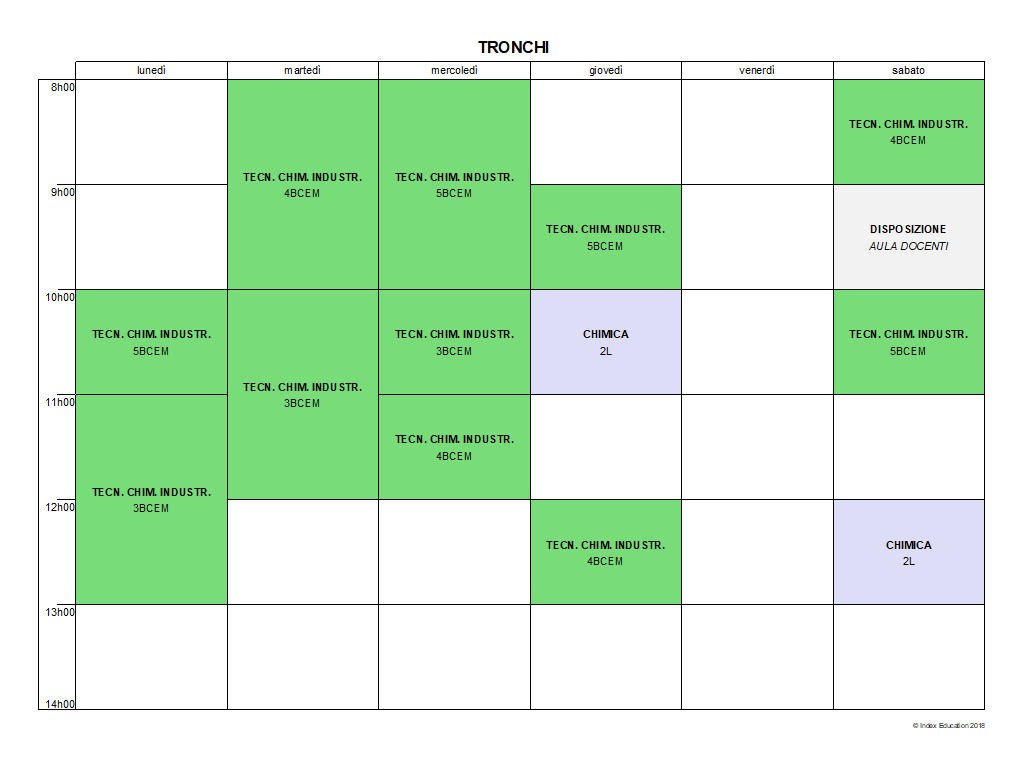 TRONCHI
lunedì martedì mercoledì giovedì venerdì sabato
8h00
TECN. CHIM. INDUSTR.
4BCEM
TECN. CHIM. INDUSTR.
4BCEM
TECN. CHIM. INDUSTR.
5BCEM
9h00
TECN. CHIM. INDUSTR.
5BCEM
DISPOSIZIONE
AULA DOCENTI
10h00
TECN. CHIM. INDUSTR.
5BCEM
TECN. CHIM. INDUSTR.
3BCEM
TECN. CHIM. INDUSTR.
3BCEM
CHIMICA
2L
TECN. CHIM. INDUSTR.
5BCEM
11h00
TECN. CHIM. INDUSTR.
3BCEM
TECN. CHIM. INDUSTR.
4BCEM
12h00
TECN. CHIM. INDUSTR.
4BCEM
CHIMICA
2L
13h00
14h00
© Index Education 2018